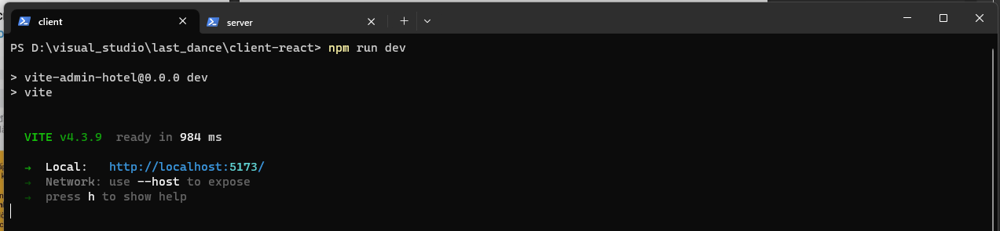 client
server
PS D:\visual_studio\last_dance\client-react> npm run dev
> vite-admin-hotel@0.0.0 dev
> vite
VITE v4.3.9 ready in 984 ms
→ Local: http://localhost:5173/
→ Network: use --host to expose
→ press h to show help